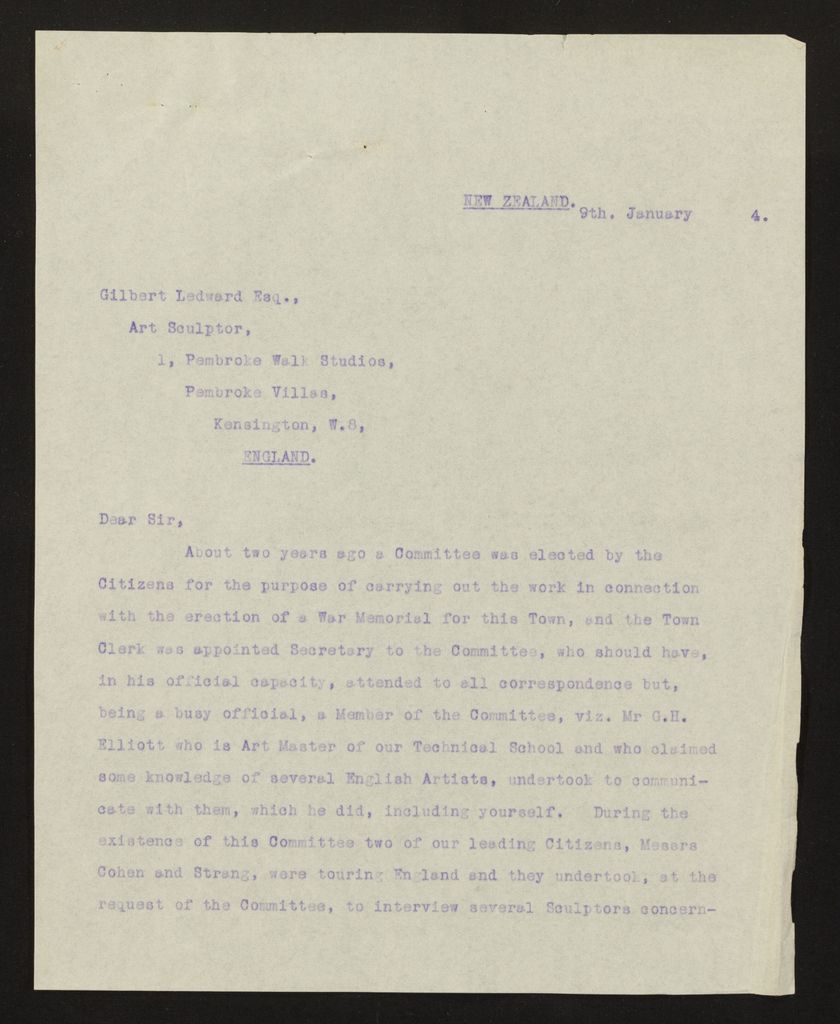 NEW ZEALAND.
9th. January 4.
Gilbert Ledward Esq.,
Art Sculptor,
1, Pembroke Walk Studios,
Pembroke Villas,
Kensington, W.8,
ENGLAND.
Dear Sir,
About two years ago a Committee was elected by the
Citizens for the purpose of carrying out the work in connection
with the erection of a War Memorial for this Town, and the Town
Clerk was appointed Secretary to the Committee, who should have,
in his official capacity, attended to all correspondence but,
being a busy official, a Member of the Committee, viz. Mr G.H.
Elliott who is Art Master of our Technical School and who claimed
some knowledge of several English Artists, undertook to communi-
cate with them, which he did, including yourself. During the
existence of this Committee two of our leading Citizens, Messrs
Cohen and Strang, were touring England and they undertook, at the
request of the Committee, to interview several Sculptors concern-